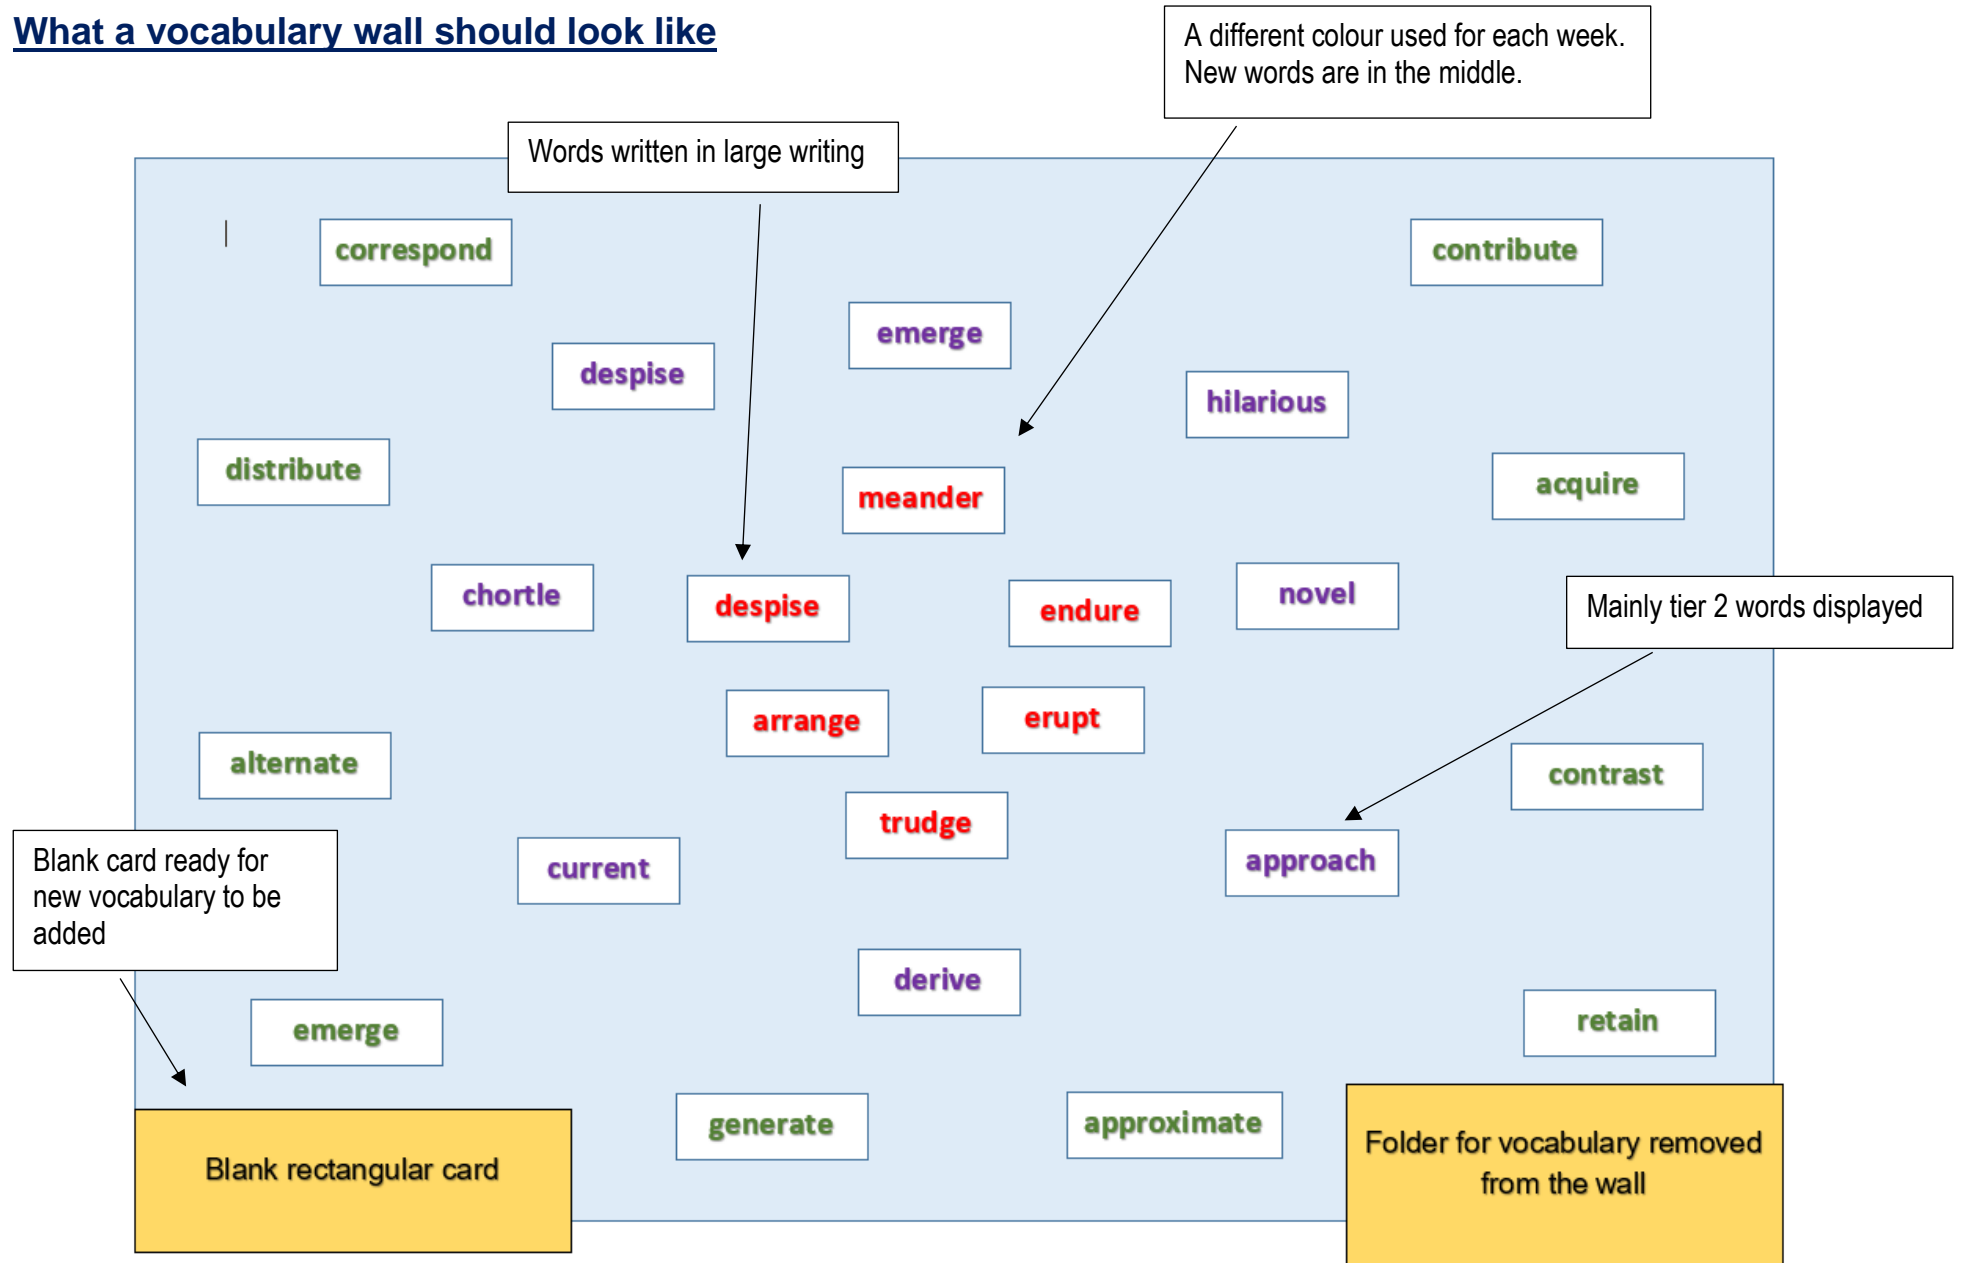 What a vocabulary wall should look like
A different colour used for each week.
New words are in the middle.
Words written in large writing
correspond
contribute
emerge
despise
hilarious
distribute
meander
acquire
chortle
despise
endure
novel
Mainly tier 2 words displayed
arrange
erupt
alternate
contrast
trudge
current
approach
Blank card ready for
new vocabulary to be
added
derive
emerge
retain
generate
approximate
Blank rectangular card
Folder for vocabulary removed
from the wall